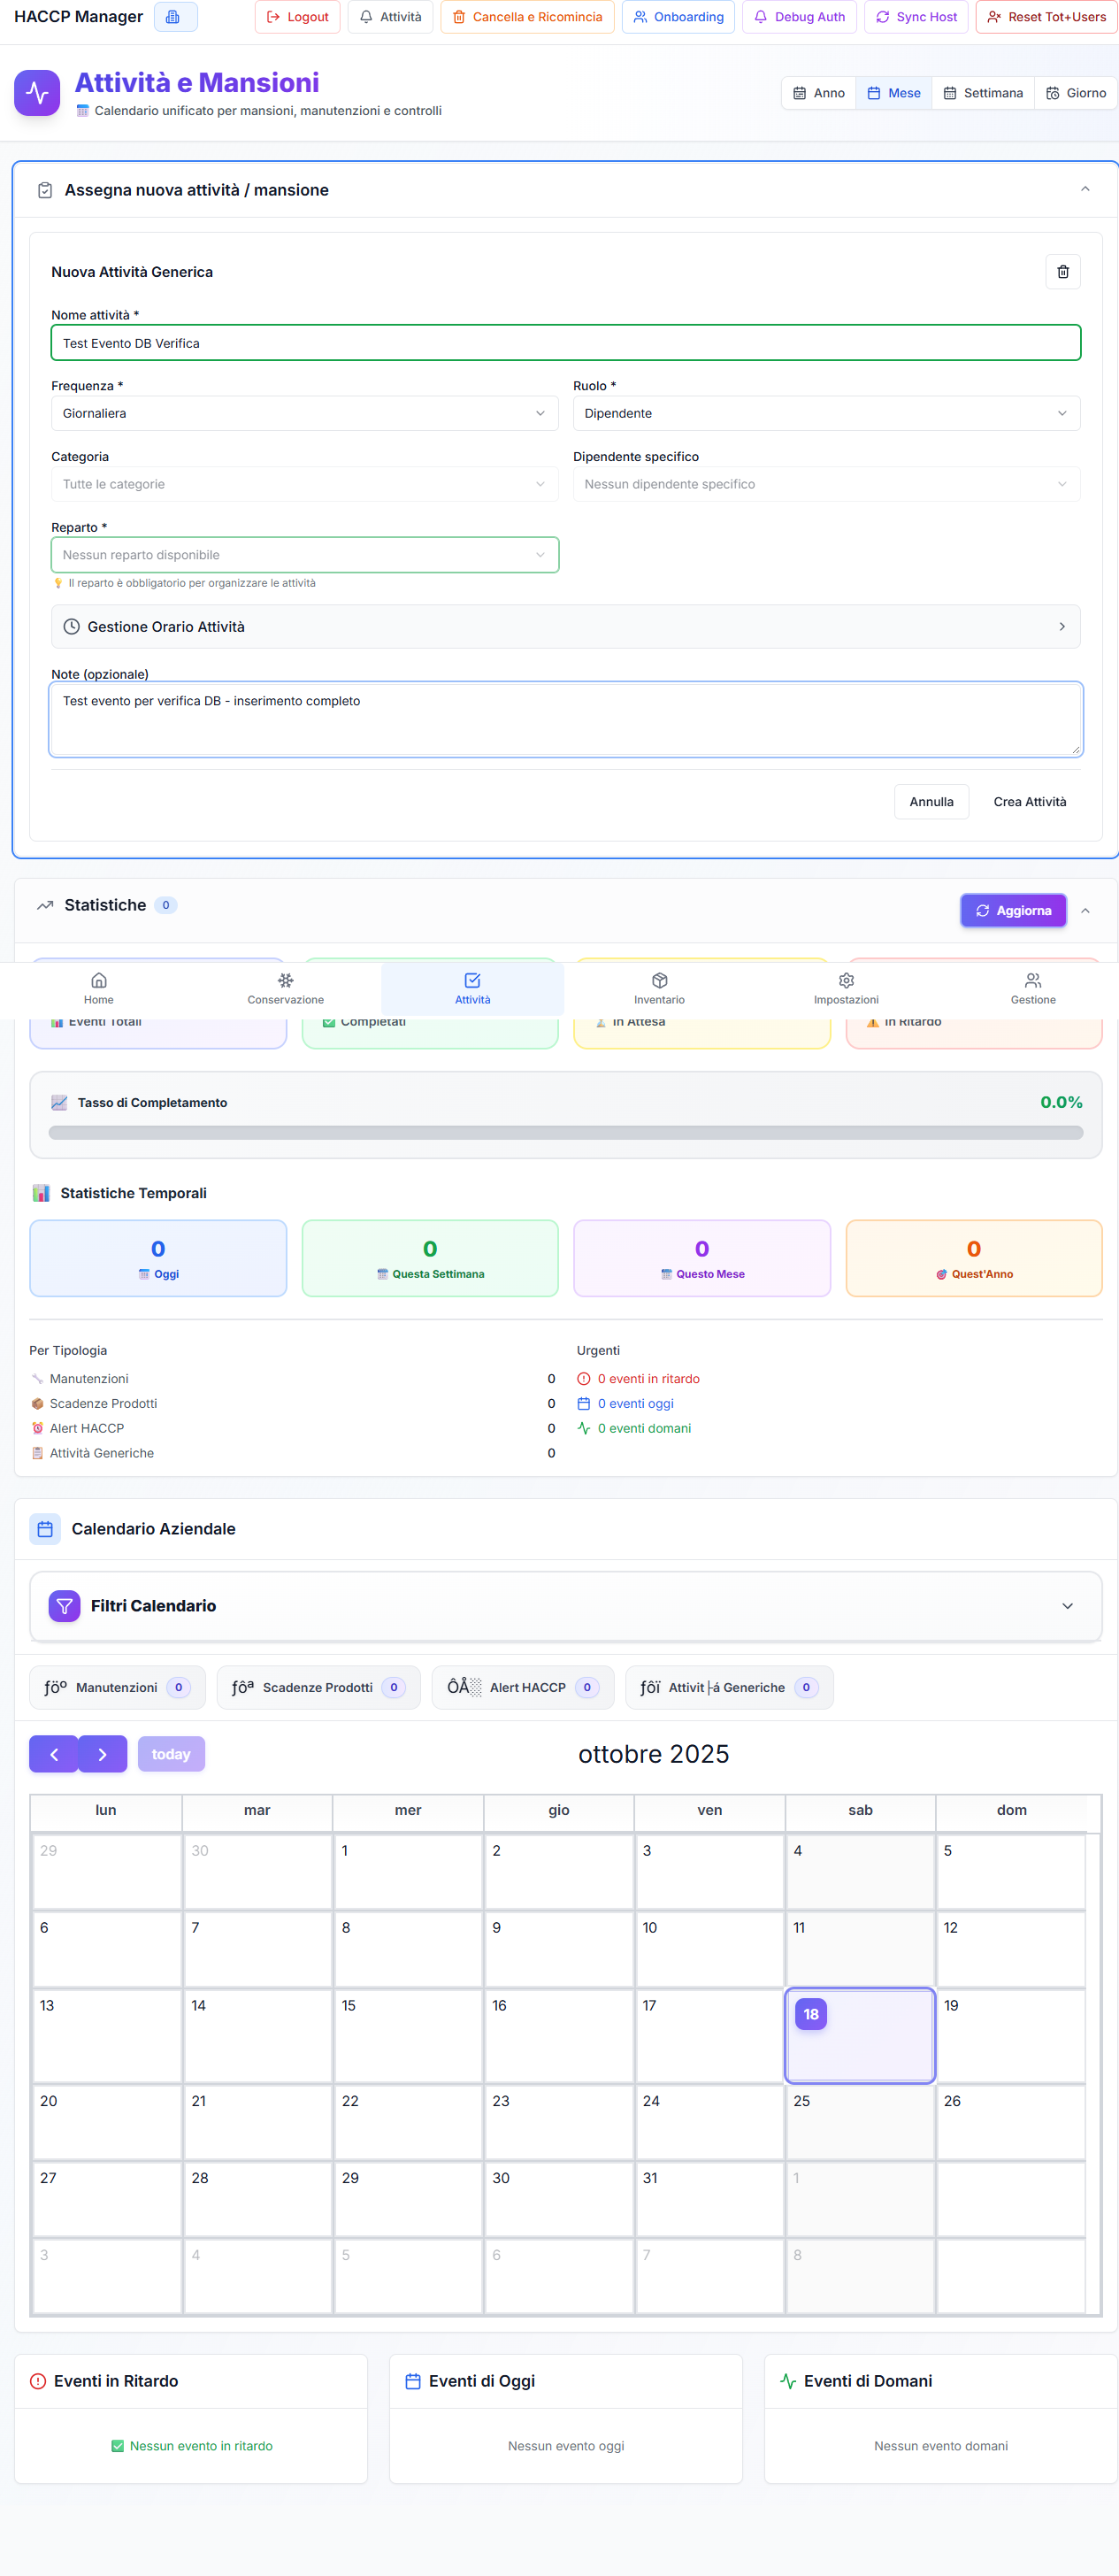 HACCP Manager
Logout
Attività
Cancella e Ricomincia
Onboarding
Debug Auth
Sync Host
Reset Tot+Users
Attività e Mansioni
Calendario unificato per mansioni, manutenzioni e controlli
Anno
Mese
Settimana
Giorno
Assegna nuova attività / mansione
Nuova Attività Generica
Nome attività *
Test Evento DB Verifica
Frequenza *
Ruolo *
Giornaliera
Dipendente
Categoria
Dipendente specifico
Tutte le categorie
Nessun dipendente specifico
Reparto *
Nessun reparto disponibile
💡 Il reparto è obbligatorio per organizzare le attività
Gestione Orario Attività
Note (opzionale)
Test evento per verifica DB - inserimento completo
Annulla
Crea Attività
Statistiche 0
Aggiorna
Home
Conservazione
Attività
Inventario
Impostazioni
Gestione
Eventi Totali
Completati
In Attesa
In Ritardo
Tasso di Completamento
0.0%
Statistiche Temporali
0
Oggi
0
Questa Settimana
0
Questo Mese
0
Quest'Anno
Per Tipologia
Manutenzioni 0
Scadenze Prodotti 0
Alert HACCP 0
Attività Generiche 0
Urgenti
0 eventi in ritardo
0 eventi oggi
0 eventi domani
Calendario Aziendale
Filtri Calendario
ƒöº Manutenzioni 0
ƒôª Scadenze Prodotti 0
ÔÅ░ Alert HACCP 0
ƒôï Attivit├á Generiche 0
today
ottobre 2025
lun mar mer gio ven sab dom
29 30 1 2 3 4 5
6 7 8 9 10 11 12
13 14 15 16 17 18 19
20 21 22 23 24 25 26
27 28 29 30 31 1
3 4 5 6 7 8
Eventi in Ritardo
✅ Nessun evento in ritardo
Eventi di Oggi
Nessun evento oggi
Eventi di Domani
Nessun evento domani